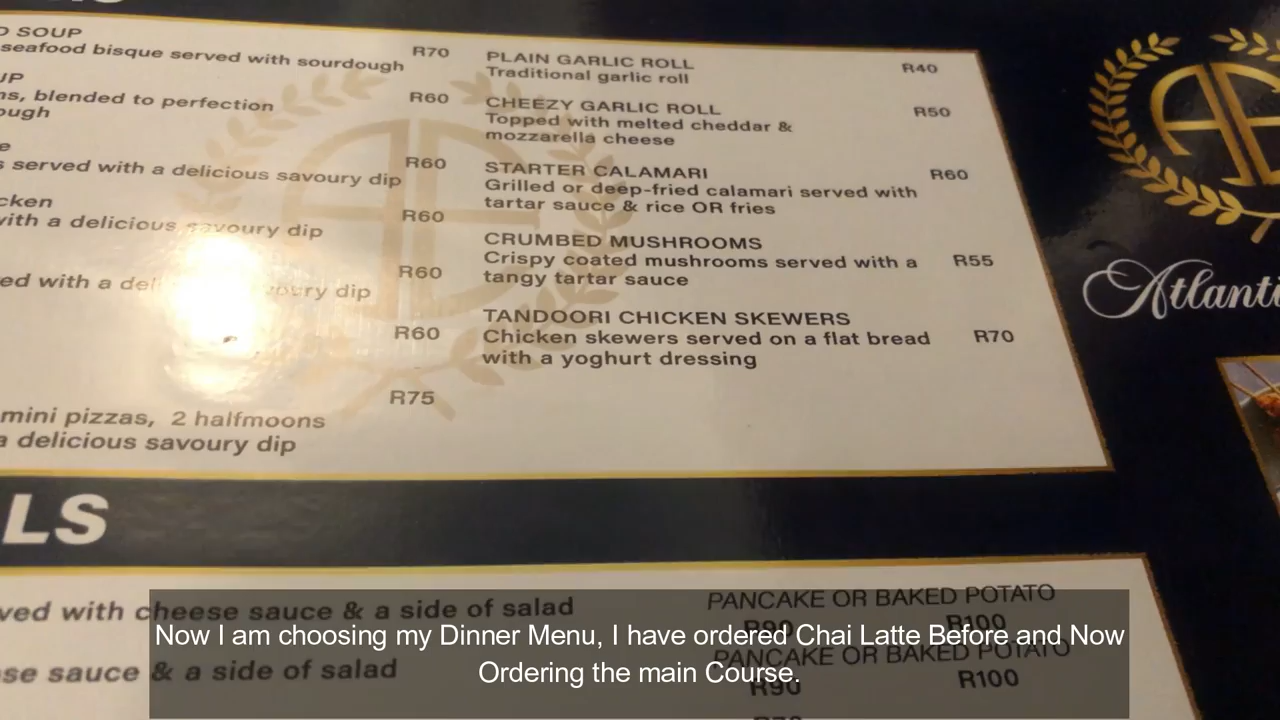 SOUP
seafood bisque served with sourdough R70
UP
blended to perfection R60
ough
served with a delicious savoury dip R60
cken
with a delicious savoury dip R60
ed with a delicious savoury dip R60
R60
R75
mini pizzas, 2 halfmoons
a delicious savoury dip
PLAIN GARLIC ROLL R40
Traditional garlic roll
CHEEZY GARLIC ROLL R50
Topped with melted cheddar &
mozzarella cheese
STARTER CALAMARI R60
Grilled or deep-fried calamari served with
tartar sauce & rice OR fries
CRUMBED MUSHROOMS
Crispy coated mushrooms served with a R55
tangy tartar sauce
TANDOORI CHICKEN SKEWERS
Chicken skewers served on a flat bread R70
with a yoghurt dressing
AE
Atlanti
LS
ved with cheese sauce & a side of salad
PANCAKE OR BAKED POTATO
R90 R100
se sauce & a side of salad
PANCAKE OR BAKED POTATO
R90 R100
Now I am choosing my Dinner Menu, I have ordered Chai Latte Before and Now
Ordering the main Course.